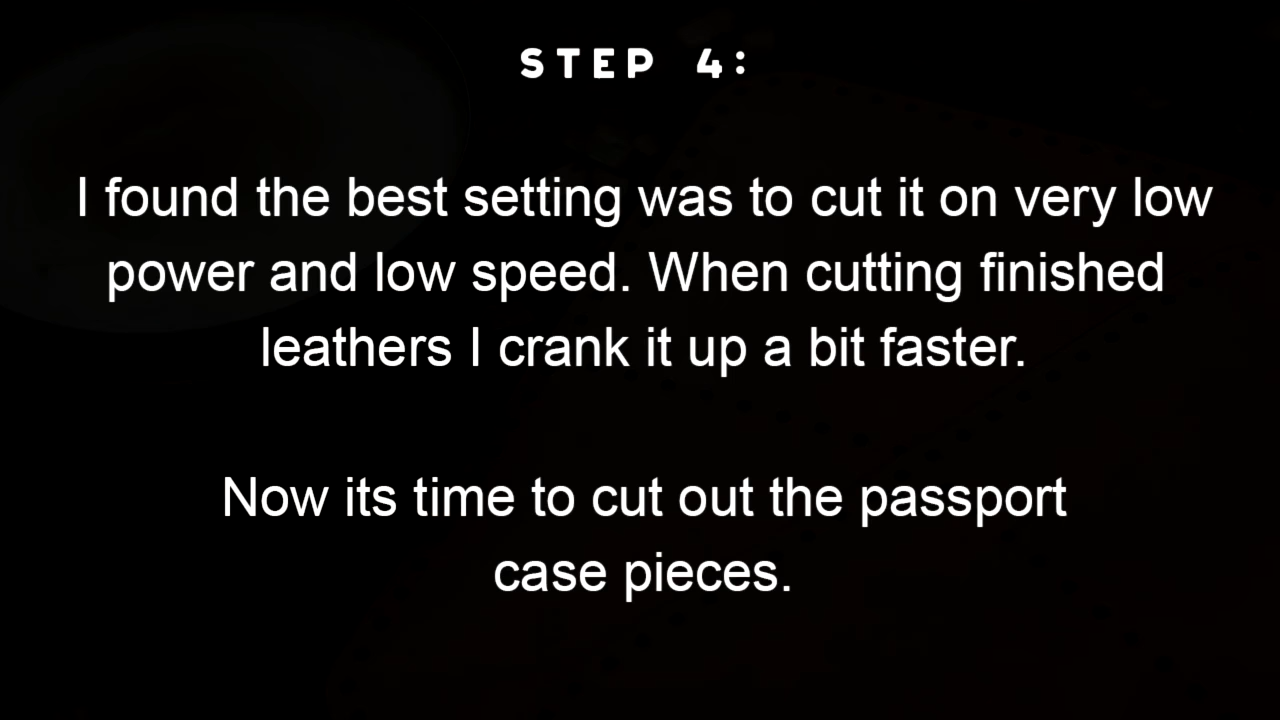 STEP 4:
I found the best setting was to cut it on very low
power and low speed. When cutting finished
leathers I crank it up a bit faster.
Now its time to cut out the passport
case pieces.